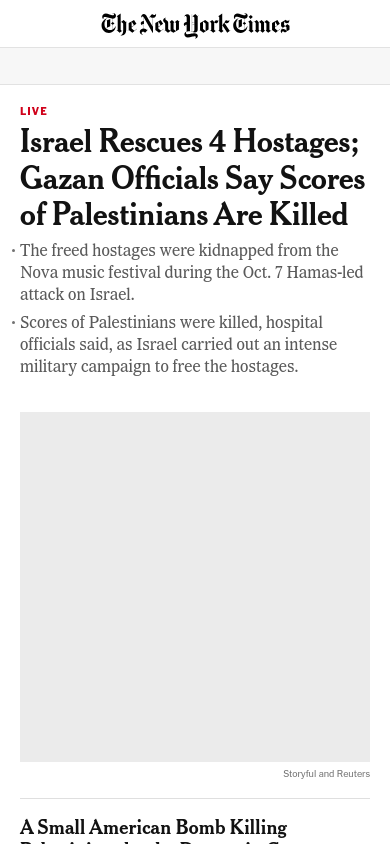 The New York Times
LIVE
Israel Rescues 4 Hostages;
Gazan Officials Say Scores
of Palestinians Are Killed
· The freed hostages were kidnapped from the
Nova music festival during the Oct. 7 Hamas-led
attack on Israel.
· Scores of Palestinians were killed, hospital
officials said, as Israel carried out an intense
military campaign to free the hostages.
Storyful and Reuters
A Small American Bomb Killing